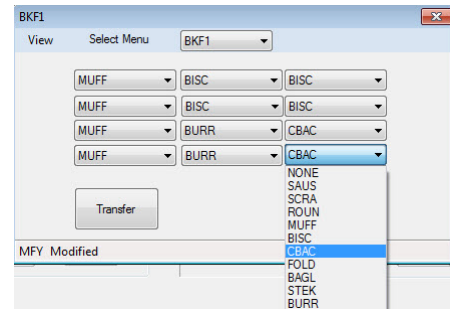 BKF1
View Select Menu BKF1
MUFF BISC BISC
MUFF BISC BISC
MUFF BURR CBAC
MUFF BURR CBAC
NONE
SAUS
SCRA
ROUN
MUFF
BISC
CBAC
FOLD
BAGL
STEK
BURR
Transfer
MFY Modified